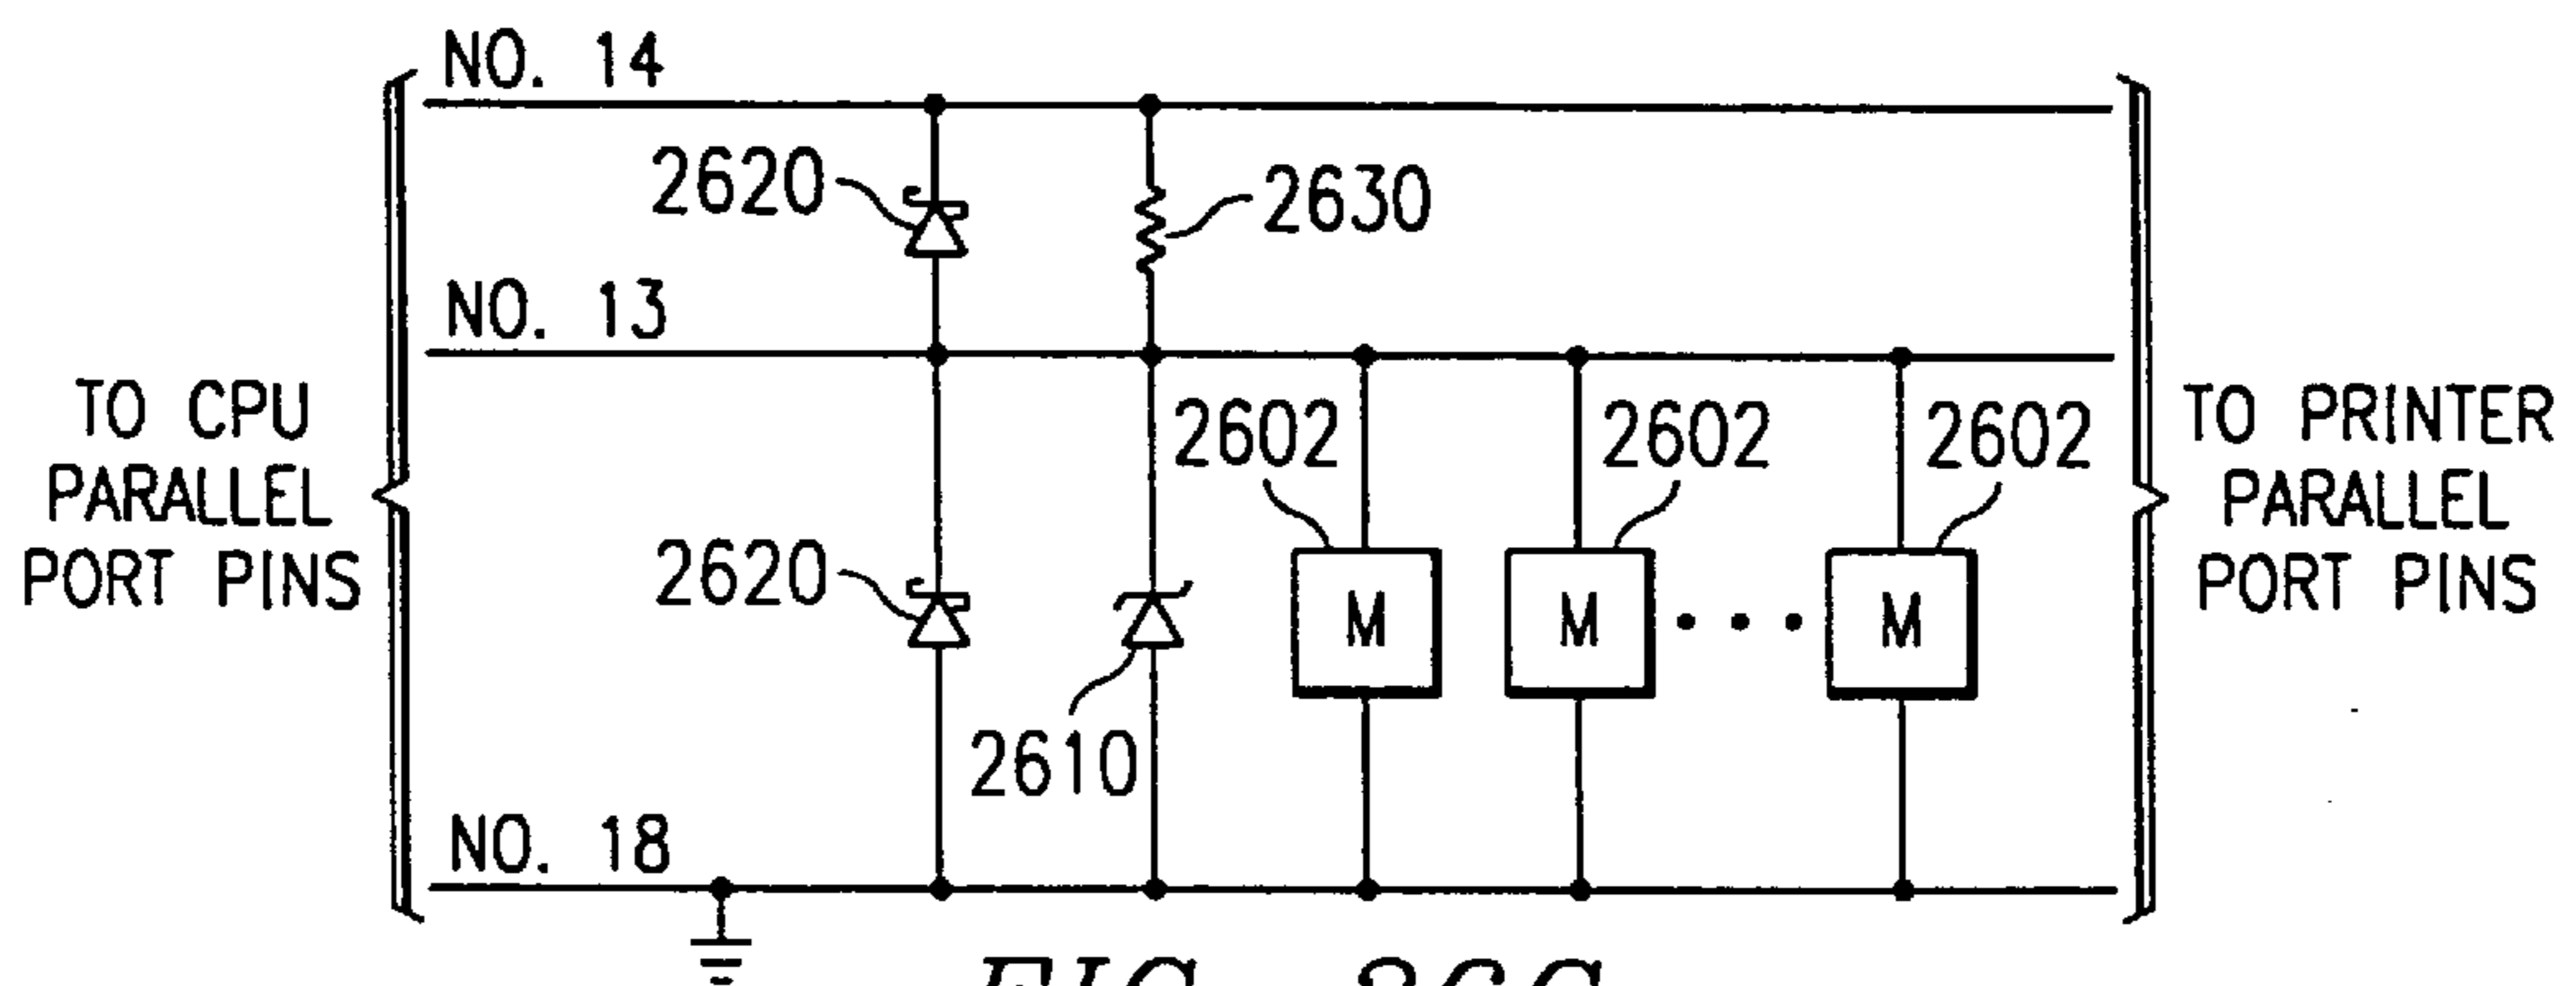 NO. 14
2620
2630
NO. 13
TO CPU
PARALLEL
PORT PINS
2602
2602
2602
TO PRINTER
PARALLEL
PORT PINS
2620
M
M
M
2610
NO. 18